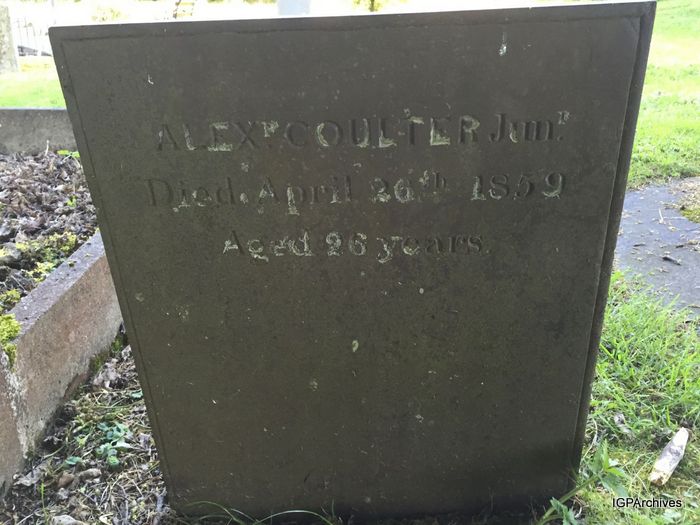 ALEXR. COULTER Junr.
Died April 26th 1859
Aged 26 years.
IGPArchives